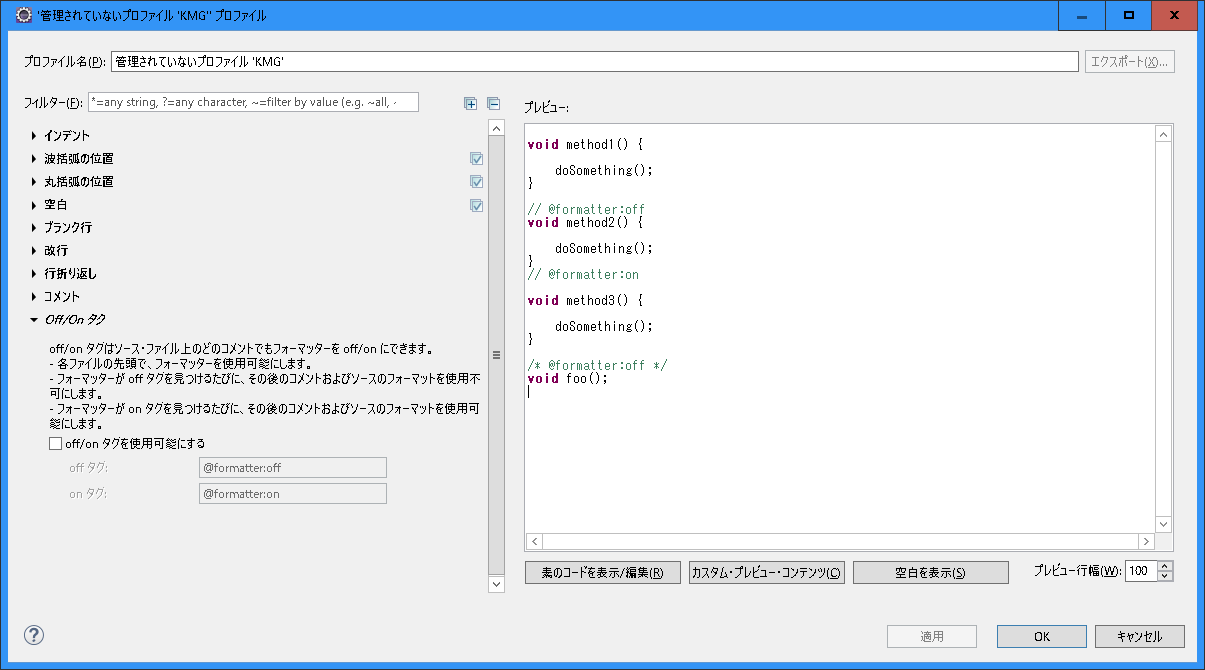 '管理されていないプロファイル 'KMG'' プロファイル
プロファイル名(P):
管理されていないプロファイル 'KMG'
エクスポート(X)...
フィルター(F):
*=any string, ?=any character, ~=filter by value (e.g. ~all, -
プレビュー:
インデント
波括弧の位置
丸括弧の位置
空白
ブランク行
改行
行折り返し
コメント
Off/On タグ
off/on タグはソース・ファイル上のどのコメントでもフォーマッターを off/on にできます。
- 各ファイルの先頭で、フォーマッターを使用可能にします。
- フォーマッターが off タグを見つけるたびに、その後のコメントおよびソースのフォーマットを使用不
可にします。
- フォーマッターが on タグを見つけるたびに、その後のコメントおよびソースのフォーマットを使用可
能にします。
off/on タグを使用可能にする
off タグ:
@formatter:off
on タグ:
@formatter:on
void method1() {
doSomething();
}
// @formatter:off
void method2() {
doSomething();
}
// @formatter:on
void method3() {
doSomething();
}
/* @formatter:off */
void foo();
素のコードを表示/編集(R)
カスタム・プレビュー・コンテンツ(C)
空白を表示(S)
プレビュー行幅(W):
100
?
適用
OK
キャンセル